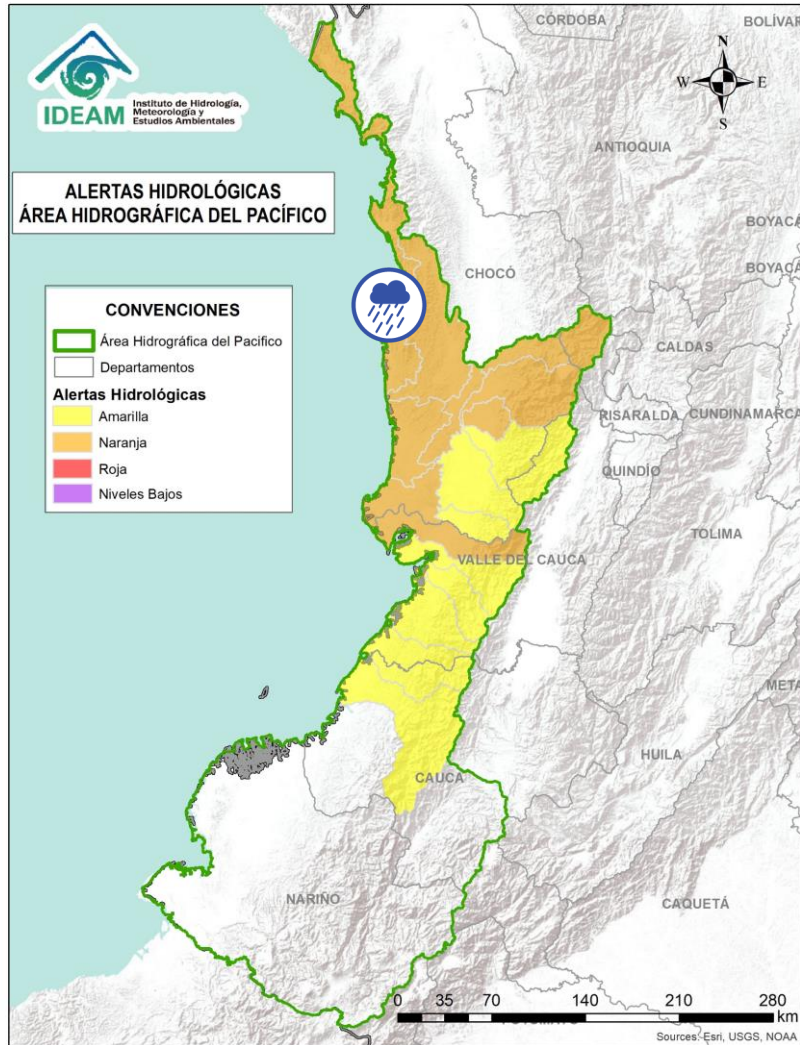 CÓRDOBA
BOLÍVAR
N
W E
S
IDEAM
Instituto de Hidrología,
Meteorología y
Estudios Ambientales
ANTIOQUIA
ALERTAS HIDROLÓGICAS
ÁREA HIDROGRÁFICA DEL PACÍFICO
BOYACÁ
BOYACÁ
CHOCÓ
CONVENCIONES
Área Hidrográfica del Pacifico
Departamentos
Alertas Hidrológicas
Amarilla
Naranja
Roja
Niveles Bajos
CALDAS
RISARALDA
CUNDINAMARCA
QUINDÍO
TOLIMA
VALLE DEL CAUCA
META
HUILA
CAUCA
NARIÑO
CAQUETÁ
0 35 70 140 210 280
km
Sources: Esri, USGS, NOAA